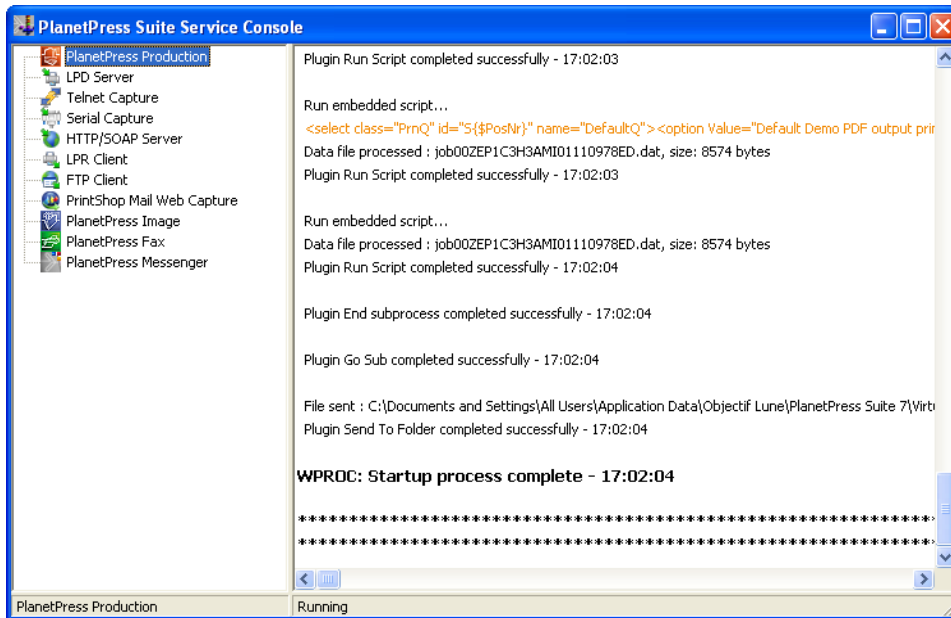 PlanetPress Suite Service Console
PlanetPress Production
LPD Server
Telnet Capture
Serial Capture
HTTP/SOAP Server
LPR Client
FTP Client
PrintShop Mail Web Capture
PlanetPress Image
PlanetPress Fax
PlanetPress Messenger
Plugin Run Script completed successfully - 17:02:03
Run embedded script...
<select class="PrnQ" id="S{$PosNr}" name="DefaultQ"><option Value="Default Demo PDF output prin
Data file processed : job00ZEP1C3H3AMI01110978ED.dat, size: 8574 bytes
Plugin Run Script completed successfully - 17:02:03
Run embedded script...
Data file processed : job00ZEP1C3H3AMI01110978ED.dat, size: 8574 bytes
Plugin Run Script completed successfully - 17:02:04
Plugin End subprocess completed successfully - 17:02:04
Plugin Go Sub completed successfully - 17:02:04
File sent : C:\Documents and Settings\All Users\Application Data\Objectif Lune\PlanetPress Suite 7\Virtu
Plugin Send To Folder completed successfully - 17:02:04
WPROC: Startup process complete - 17:02:04
******************************************************************
******************************************************************
PlanetPress Production
Running